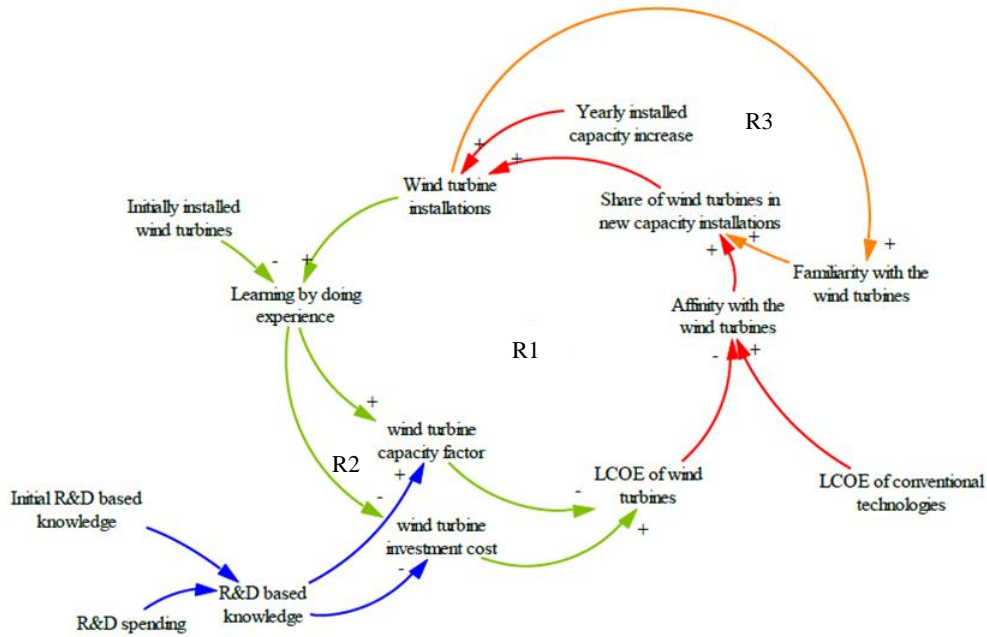 Yearly installed
capacity increase
R3
+
+
Wind turbine
installations
Share of wind turbines in
new capacity installations
Initially installed
wind turbines
+
+
+
Familiarity with the
wind turbines
-
+
Learning by doing
experience
Affinity with the
wind turbines
R1
-
+
+
wind turbine
capacity factor
R2
+
LCOE of wind
turbines
LCOE of conventional
technologies
Initial R&D based
knowledge
-
-
wind turbine
investment cost
+
-
R&D based
knowledge
R&D spending